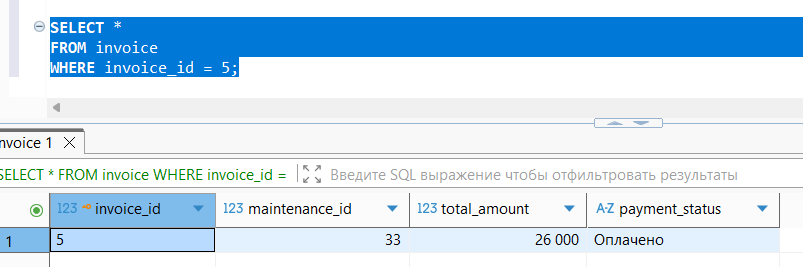 SELECT *
FROM invoice
WHERE invoice_id = 5;
nvoice 1
SELECT * FROM invoice WHERE invoice_id = Введите SQL выражение чтобы отфильтровать результаты
123 invoice_id 123 maintenance_id 123 total_amount A-Z payment_status
1 5 33 26 000 Оплачено